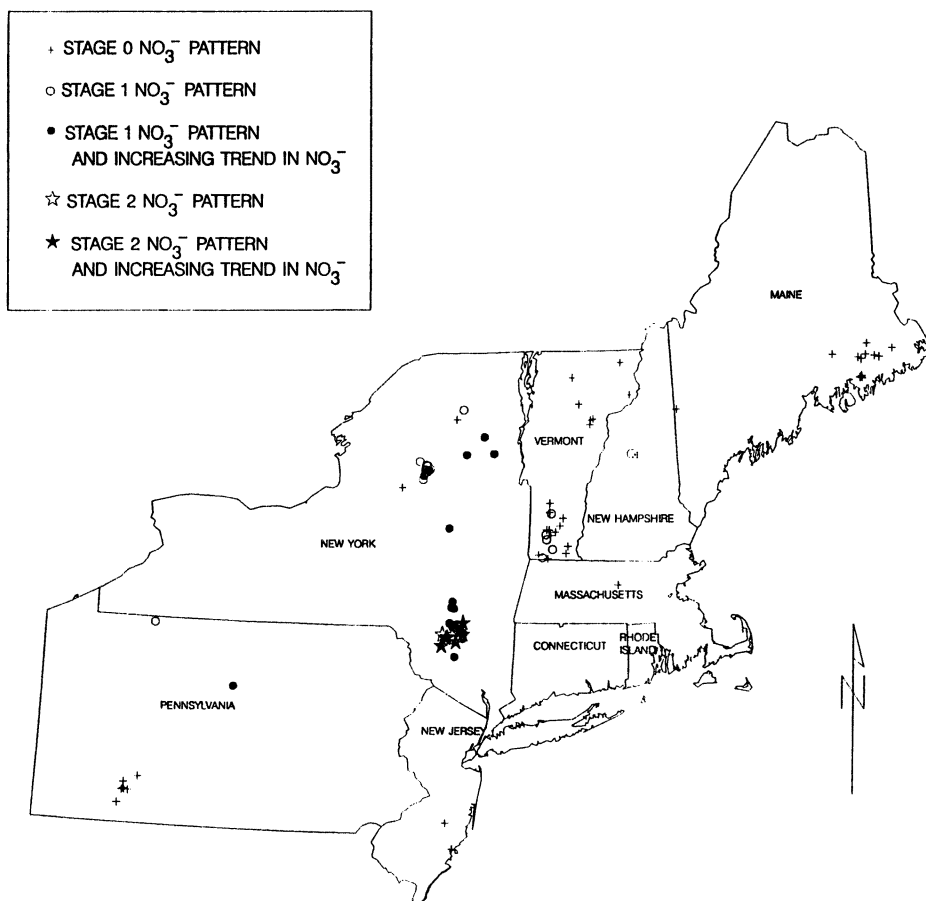 STAGE 0 NO₃⁻ PATTERN
STAGE 1 NO₃⁻ PATTERN
STAGE 1 NO₃⁻ PATTERN
AND INCREASING TREND IN NO₃⁻
STAGE 2 NO₃⁻ PATTERN
STAGE 2 NO₃⁻ PATTERN
AND INCREASING TREND IN NO₃⁻
MAINE
VERMONT
NEW HAMPSHIRE
NEW YORK
MASSACHUSETTS
CONNECTICUT
RHODE
ISLAND
PENNSYLVANIA
NEW JERSEY
N